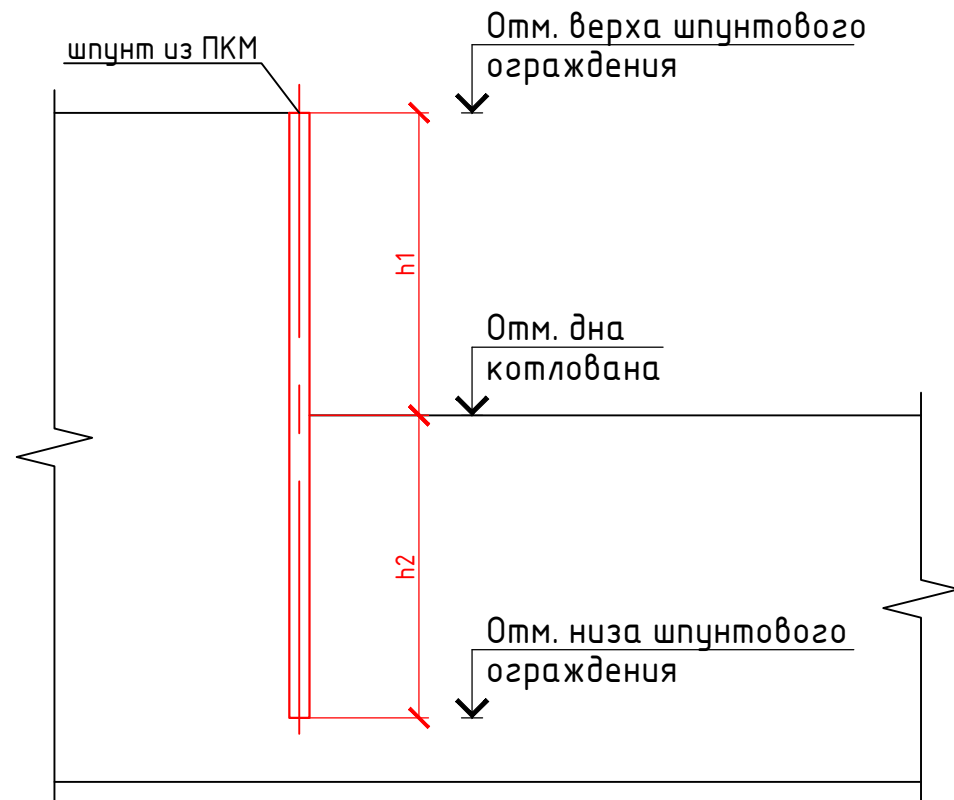 Отм. верха шпунтового
ограждения
шпунт из ПКМ
h1
Отм. дна
котлована
h2
Отм. низа шпунтового
ограждения